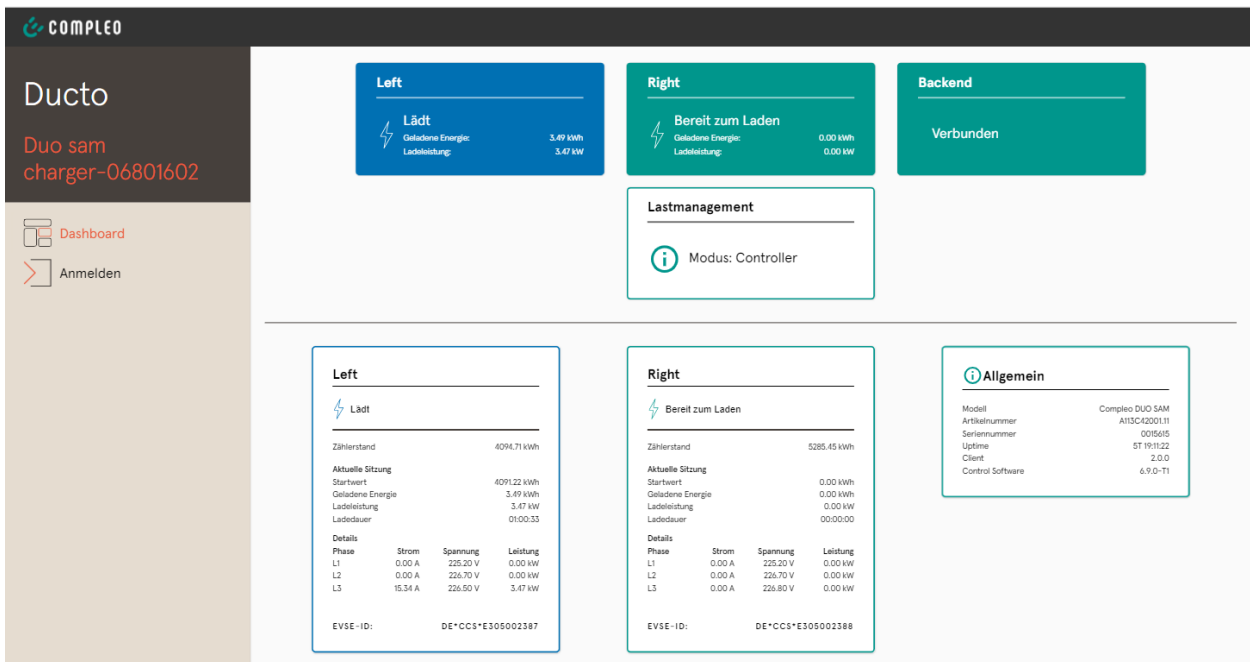 COMPLEO
Ducto
Duo sam
charger-06801602
Dashboard
Anmelden
Left
Lädt
Geladene Energie: 3.49 kWh
Ladeleistung: 3.47 kW
Right
Bereit zum Laden
Geladene Energie: 0.00 kWh
Ladeleistung: 0.00 kW
Backend
Verbunden
Lastmanagement
Modus: Controller
Left
Lädt
Zählerstand 4094.71 kWh
Aktuelle Sitzung
Startwert 4091.22 kWh
Geladene Energie 3.49 kWh
Ladeleistung 3.47 kW
Ladedauer 01:00:33
Details
Phase Strom Spannung Leistung
L1 0.00 A 225.20 V 0.00 kW
L2 0.00 A 226.70 V 0.00 kW
L3 15.34 A 226.50 V 3.47 kW
EVSE-ID: DE*CCS*E305002387
Right
Bereit zum Laden
Zählerstand 5285.45 kWh
Aktuelle Sitzung
Startwert 0.00 kWh
Geladene Energie 0.00 kWh
Ladeleistung 0.00 kW
Ladedauer 00:00:00
Details
Phase Strom Spannung Leistung
L1 0.00 A 225.20 V 0.00 kW
L2 0.00 A 226.70 V 0.00 kW
L3 0.00 A 226.80 V 0.00 kW
EVSE-ID: DE*CCS*E305002388
Allgemein
Modell Compleo DUO SAM
Artikelnummer A113C42001.11
Seriennummer 0015615
Uptime 5T 19:11:22
Client 2.0.0
Control Software 6.9.0-T1